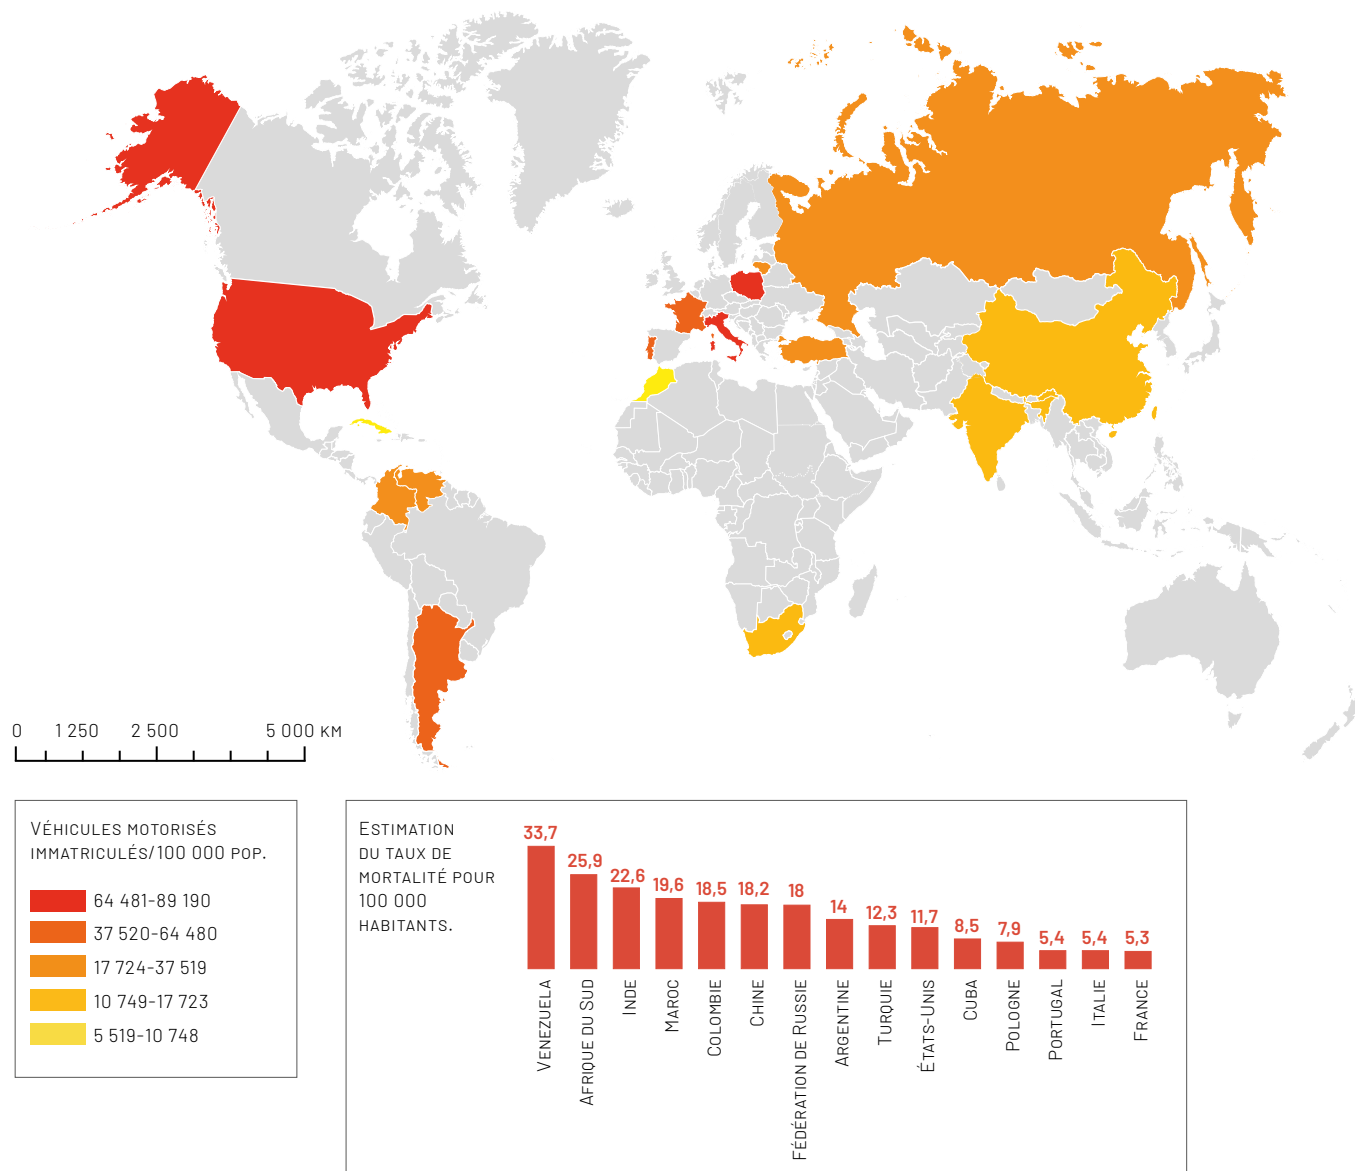 0 1 250 2 500 5 000 KM
VÉHICULES MOTORISÉS
IMMATRICULÉS/100 000 POP.
64 481-89 190
37 520-64 480
17 724-37 519
10 749-17 723
5 519-10 748
ESTIMATION
DU TAUX DE
MORTALITÉ POUR
100 000
HABITANTS.
33,7
25,9
22,6
19,6
18,5
18,2
18
14
12,3
11,7
8,5
7,9
5,4
5,4
5,3
VENEZUELA
AFRIQUE DU SUD
INDE
MAROC
COLOMBIE
CHINE
FÉDÉRATION DE RUSSIE
ARGENTINE
TURQUIE
ÉTATS-UNIS
CUBA
POLOGNE
PORTUGAL
ITALIE
FRANCE